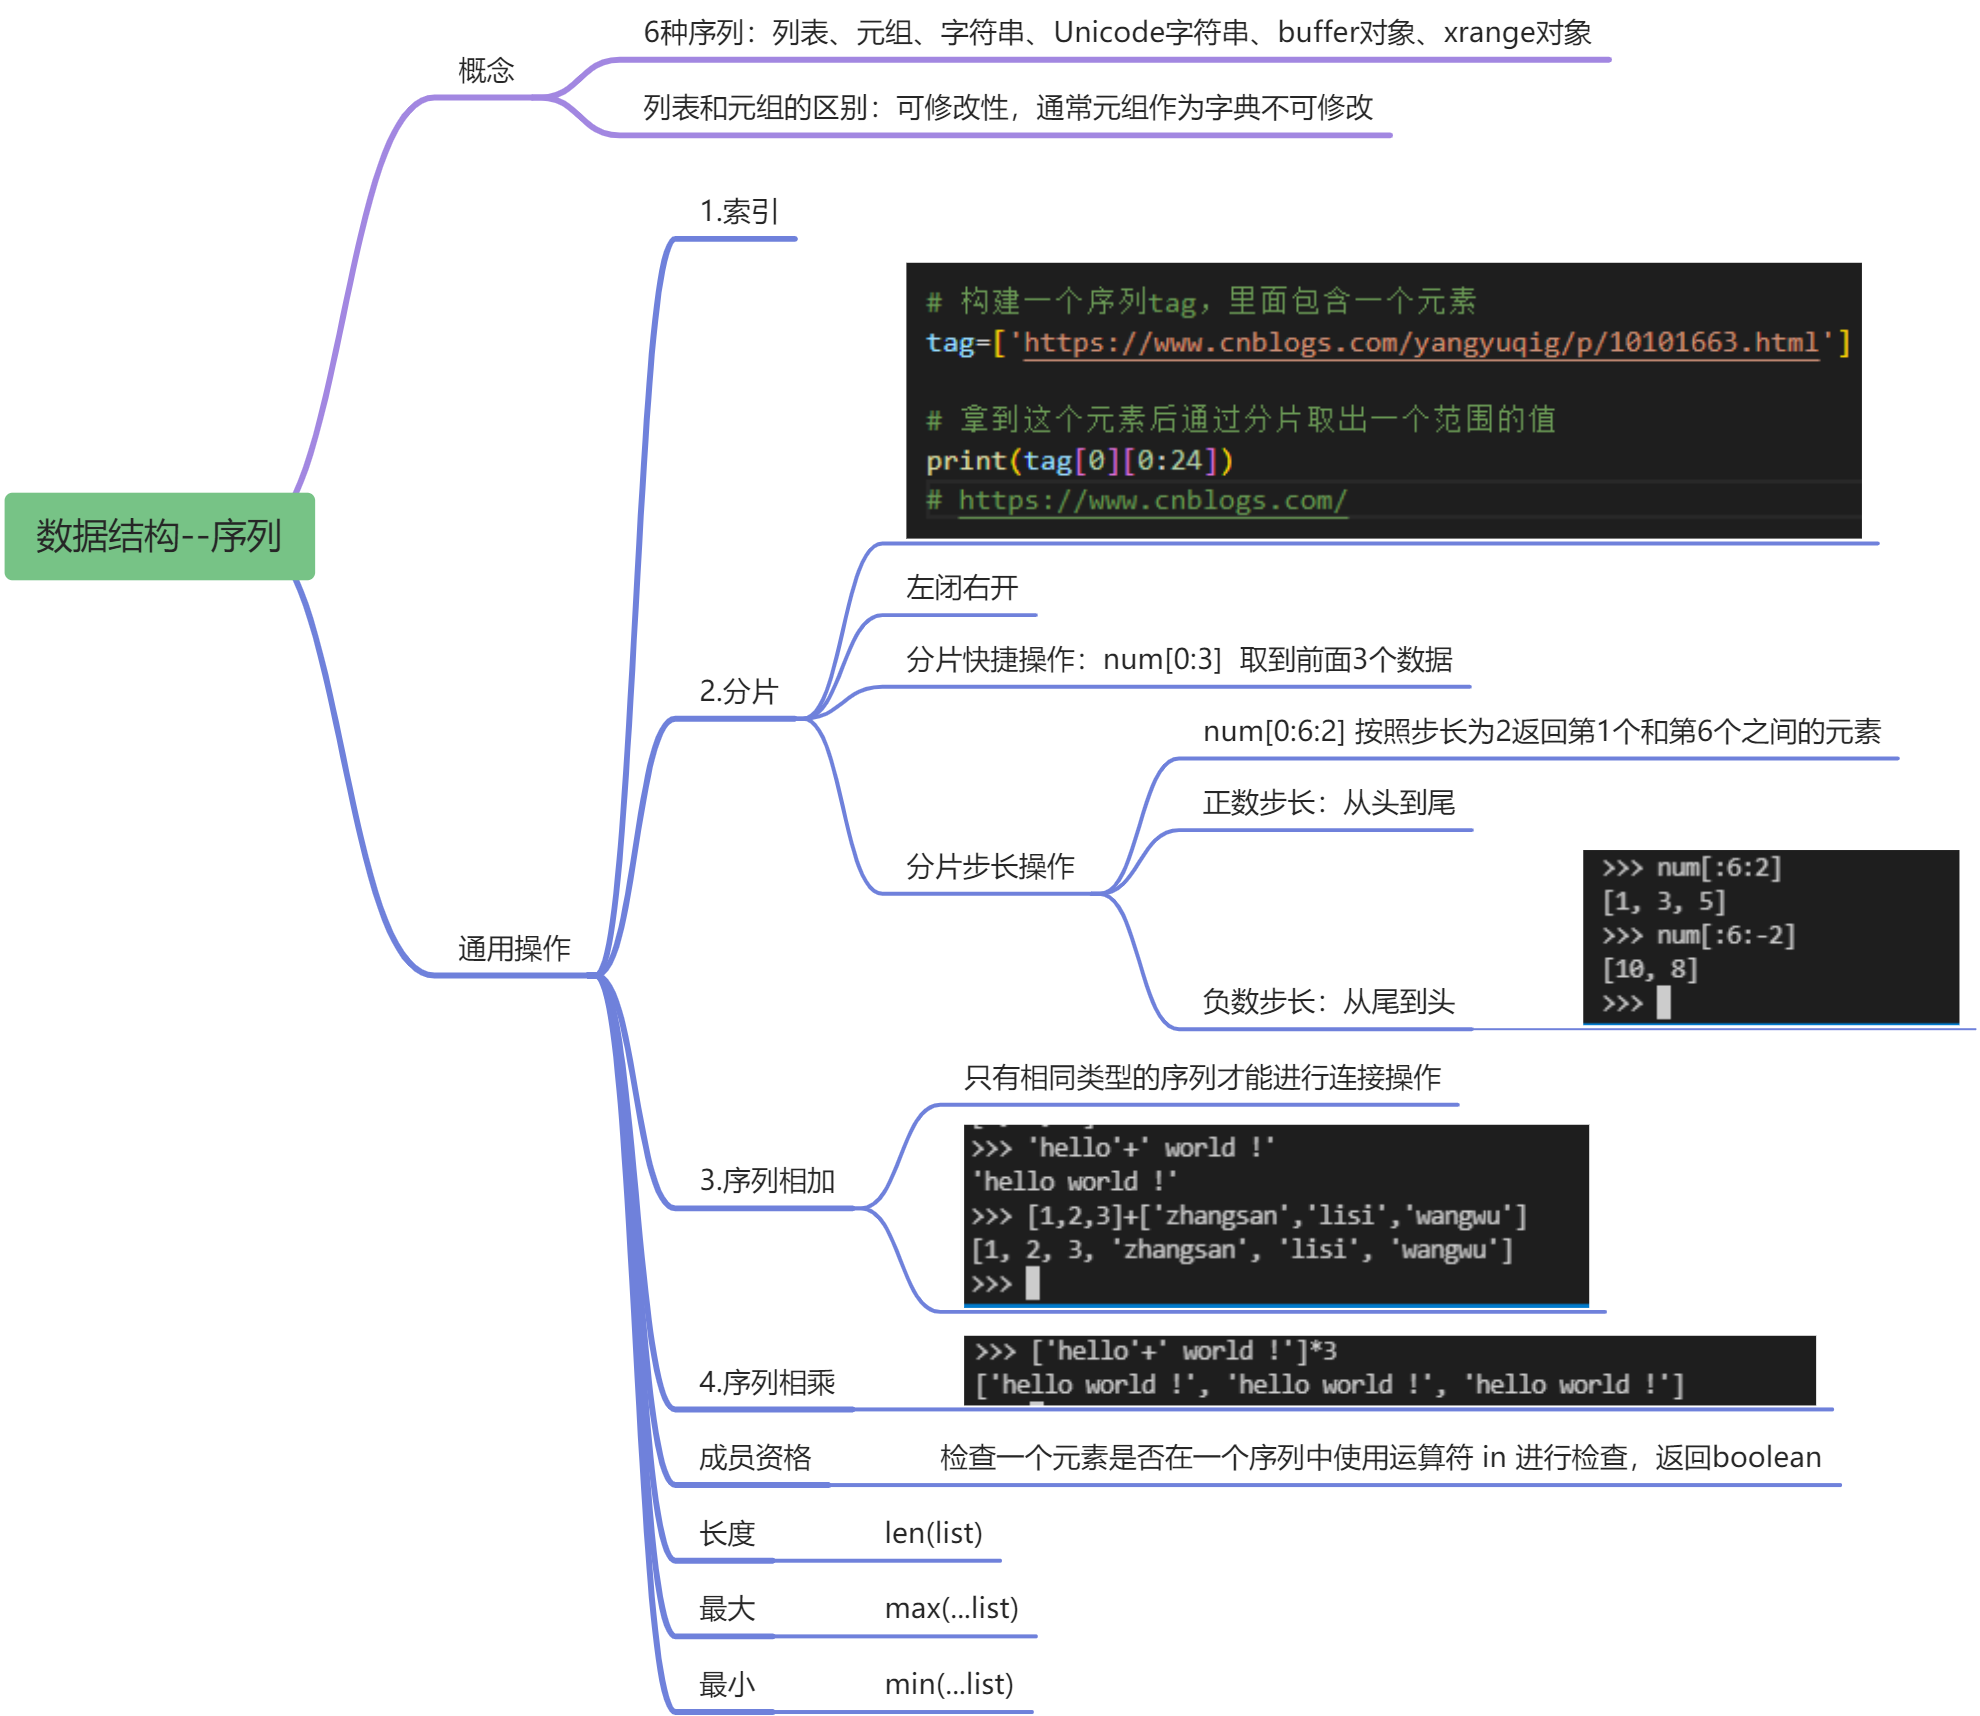 数据结构--序列
概念
6种序列：列表、元组、字符串、Unicode字符串、buffer对象、xrange对象
列表和元组的区别：可修改性，通常元组作为字典不可修改
通用操作
1.索引
2.分片
# 构建一个序列tag，里面包含一个元素
tag=['https://www.cnblogs.com/yangyuqig/p/10101663.html']
# 拿到这个元素后通过分片取出一个范围的值
print(tag[0][0:24])
# https://www.cnblogs.com/
左闭右开
分片快捷操作：num[0:3]  取到前面3个数据
分片步长操作
num[0:6:2] 按照步长为2返回第1个和第6个之间的元素
正数步长：从头到尾
负数步长：从尾到头
>>> num[:6:2]
[1, 3, 5]
>>> num[:6:-2]
[10, 8]
>>>
3.序列相加
只有相同类型的序列才能进行连接操作
>>> 'hello'+' world !'
'hello world !'
>>> [1,2,3]+['zhangsan','lisi','wangwu']
[1, 2, 3, 'zhangsan', 'lisi', 'wangwu']
>>>
4.序列相乘
>>> ['hello'+' world !']*3
['hello world !', 'hello world !', 'hello world !']
成员资格
检查一个元素是否在一个序列中使用运算符 in 进行检查，返回boolean
长度
len(list)
最大
max(...list)
最小
min(...list)